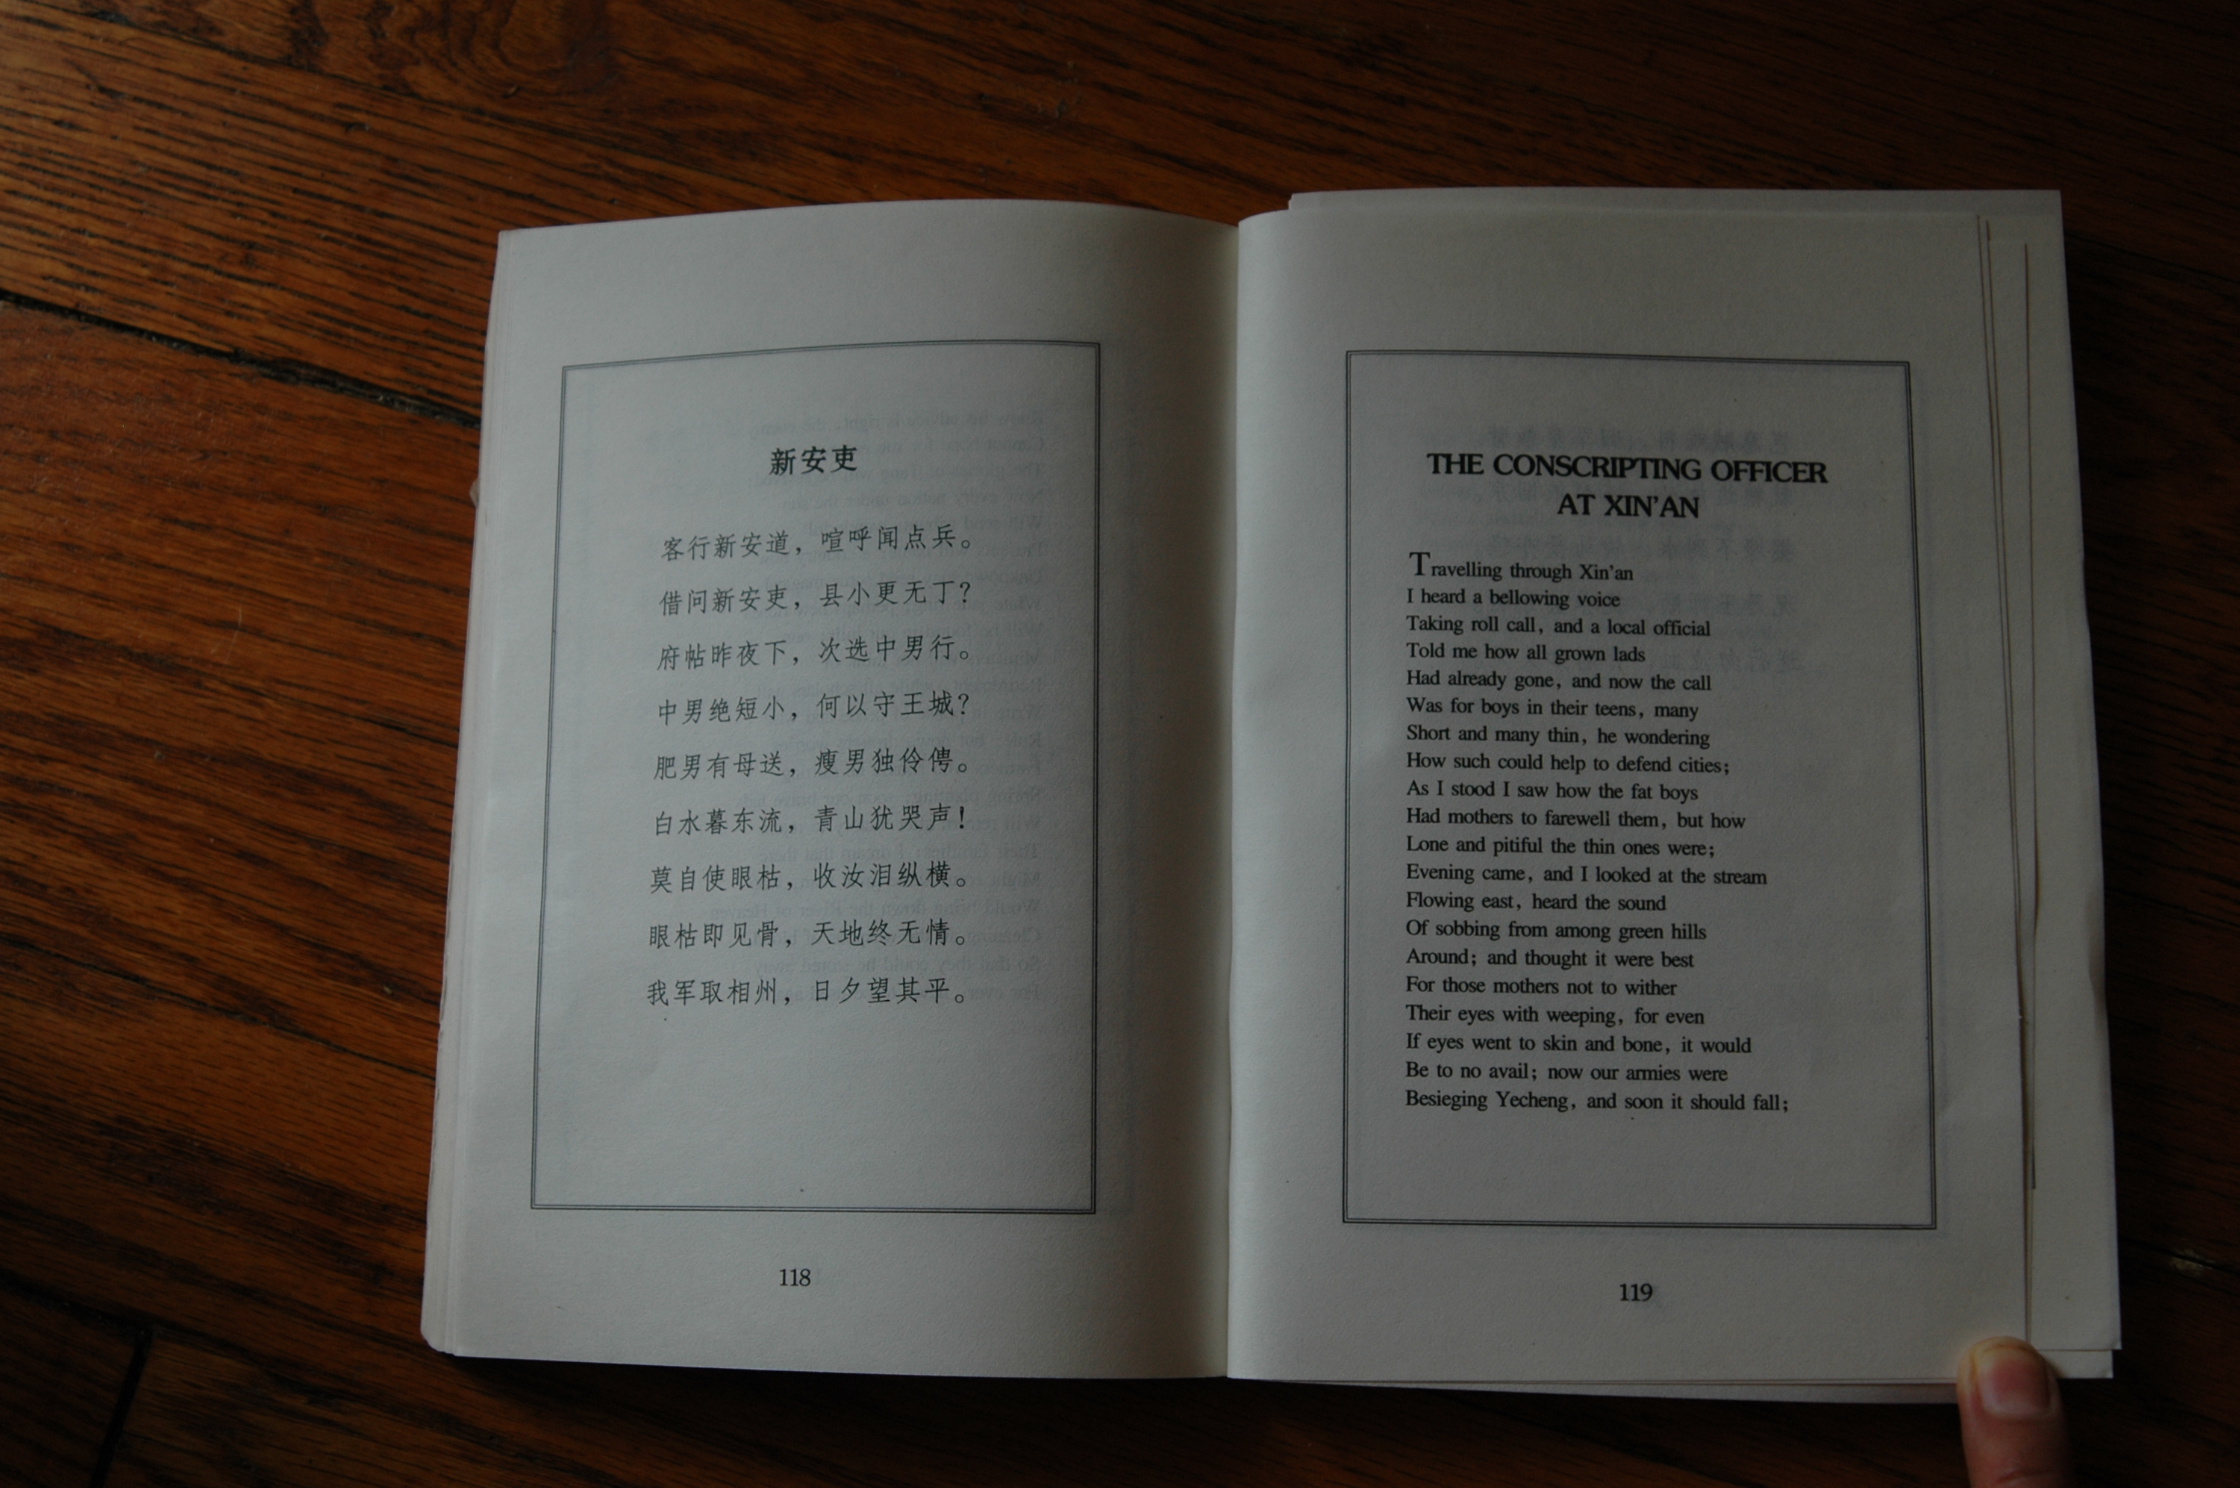 新安吏
客行新安道，喧呼闻点兵。
借问新安吏，县小更无丁？
府帖昨夜下，次选中男行。
中男绝短小，何以守王城？
肥男有母送，瘦男独伶俜。
白水暮东流，青山犹哭声！
莫自使眼枯，收汝泪纵横。
眼枯即见骨，天地终无情。
我军取相州，日夕望其平。
118
THE CONSCRIPTING OFFICER
AT XIN'AN
Travelling through Xin'an
I heard a bellowing voice
Taking roll call, and a local official
Told me how all grown lads
Had already gone, and now the call
Was for boys in their teens, many
Short and many thin, he wondering
How such could help to defend cities;
As I stood I saw how the fat boys
Had mothers to farewell them, but how
Lone and pitiful the thin ones were;
Evening came, and I looked at the stream
Flowing east, heard the sound
Of sobbing from among green hills
Around; and thought it were best
For those mothers not to wither
Their eyes with weeping, for even
If eyes went to skin and bone, it would
Be to no avail; now our armies were
Besieging Yecheng, and soon it should fall;
119